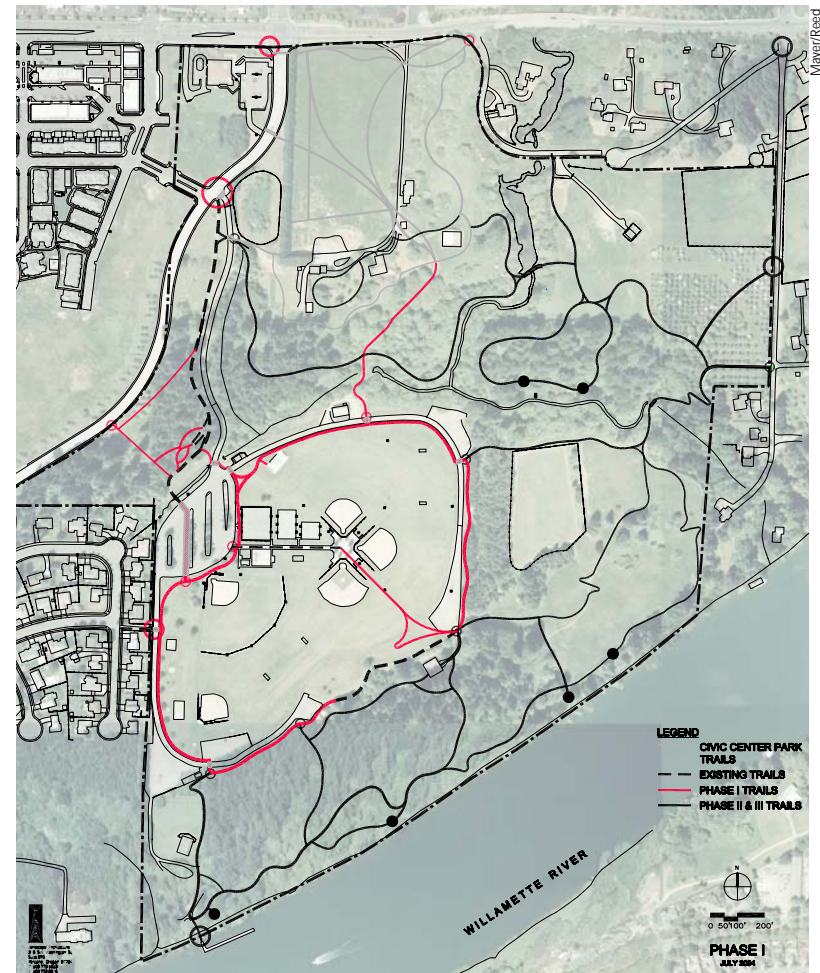 Mayer/Reed
LEGEND
CIVIC CENTER PARK
TRAILS
EXISTING TRAILS
PHASE I TRAILS
PHASE II & III TRAILS
WILLAMETTE RIVER
N
0 50'100' 200'
PHASE I
JULY 2004